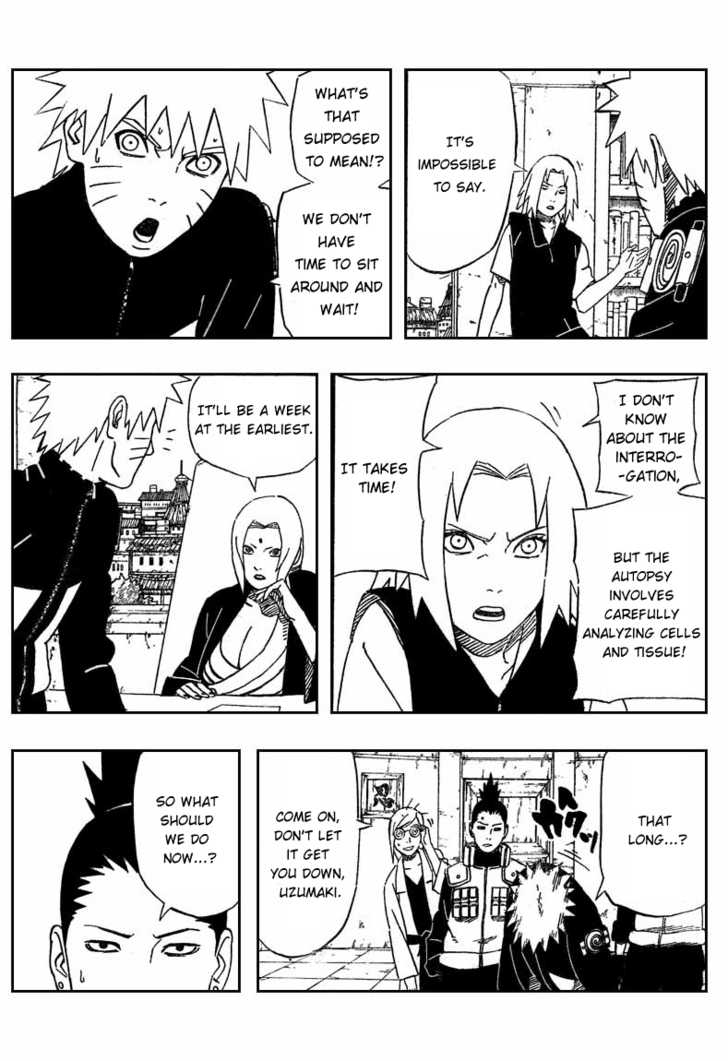 IT'S
IMPOSSIBLE
TO SAY.
WHAT'S
THAT
SUPPOSED
TO MEAN!?
WE DON'T
HAVE
TIME TO SIT
AROUND AND
WAIT!
I DON'T
KNOW
ABOUT THE
INTERRO-
-GATION,
BUT THE
AUTOPSY
INVOLVES
CAREFULLY
ANALYZING CELLS
AND TISSUE!
IT TAKES
TIME!
IT'LL BE A WEEK
AT THE EARLIEST.
THAT
LONG...?
ガクッ
COME ON,
DON'T LET
IT GET
YOU DOWN,
UZUMAKI.
SO WHAT
SHOULD
WE DO
NOW...?